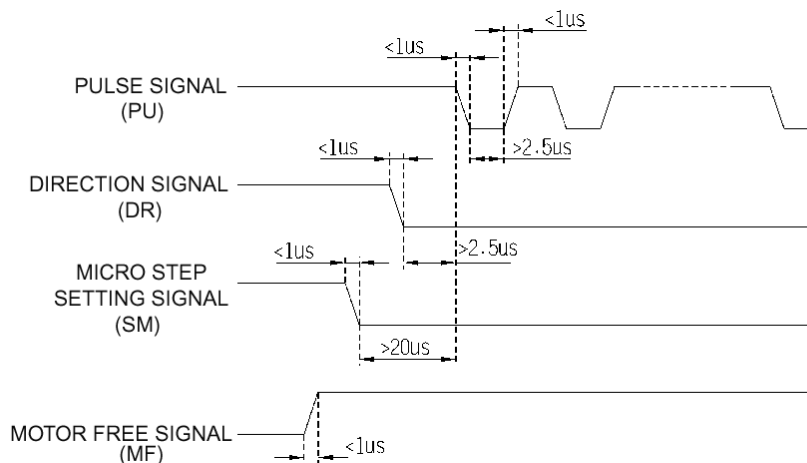 <1us
<1us
PULSE SIGNAL
(PU)
<1us
>2.5us
DIRECTION SIGNAL
(DR)
<1us
>2.5us
MICRO STEP
SETTING SIGNAL
(SM)
>20us
MOTOR FREE SIGNAL
(MF)
<1us